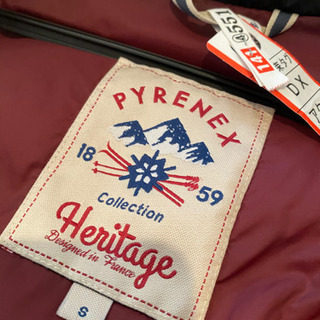 PYRENEX
18 59
Collection
Heritage
Designed in France
S
DX